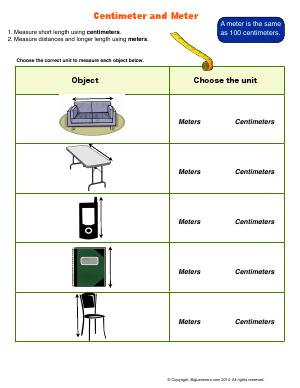 Centimeter and Meter
1. Measure short length using centimeters.
2. Measure distances and longer length using meters.
A meter is the same
as 100 centimeters.
Choose the correct unit to measure each object below.
Object Choose the unit
Meters Centimeters
Meters Centimeters
Meters Centimeters
Meters Centimeters
Meters Centimeters
© Copyright, BigLearners.com 2014. All rights reserved.